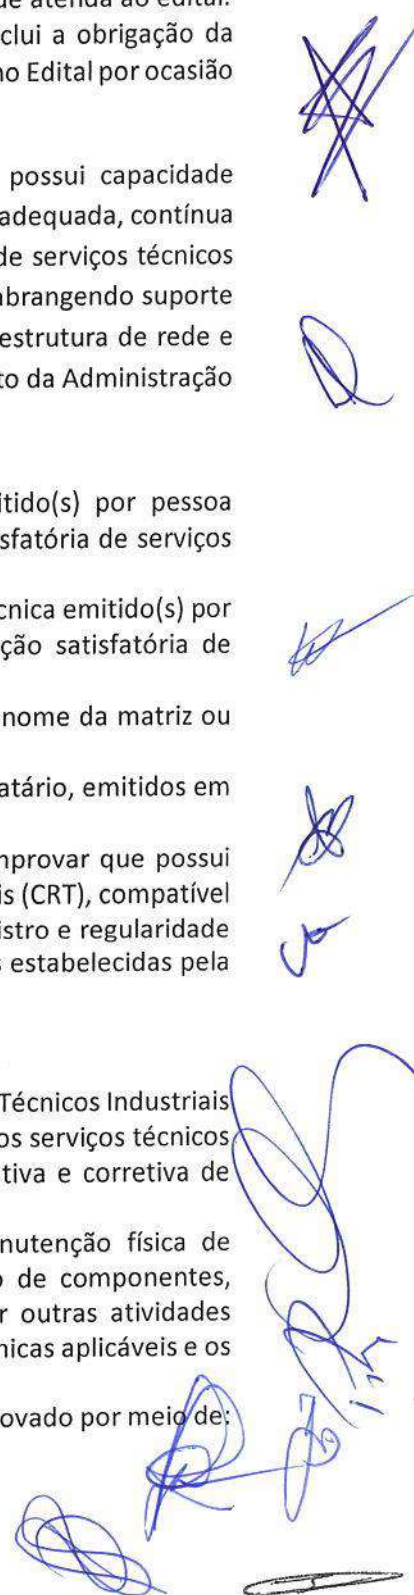 de atenda ao edital.
clui a obrigação da
no Edital por ocasião
possui capacidade
adequada, contínua
de serviços técnicos
abrangendo suporte
estrutura de rede e
to da Administração
itido(s) por pessoa
sfatória de serviços
cnica emitido(s) por
ção satisfatória de
nome da matriz ou
atário, emitidos em
mprovar que possui
is (CRT), compatível
istro e regularidade
s estabelecidas pela
Técnicos Industriais
os serviços técnicos
tiva e corretiva de
nutenção física de
o de componentes,
r outras atividades
nicas aplicáveis e os
ovado por meio de: